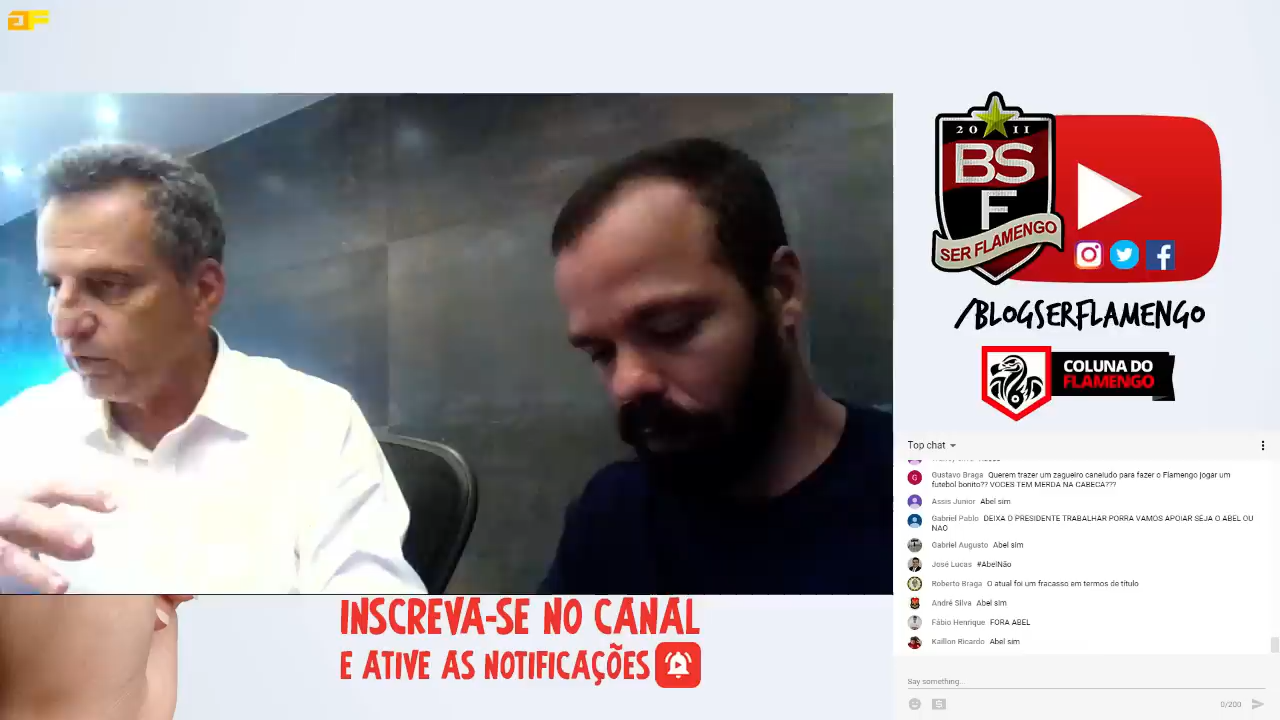 GF
20 11
BS
F
SER FLAMENGO
/BLOGSERFLAMENGO
COLUNA DO
FLAMENGO
INSCREVA-SE NO CANAL
E ATIVE AS NOTIFICAÇÕES
Top chat
Gustavo Braga Querem trazer um zagueiro caneludo para fazer o Flamengo jogar um
futebol bonito?? VOCES TEM MERDA NA CABECA???
Assis Junior Abel sim
Gabriel Pablo DEIXA O PRESIDENTE TRABALHAR PORRA VAMOS APOIAR SEJA O ABEL OU
NAO
Gabriel Augusto Abel sim
José Lucas #AbelNão
Roberto Braga O atual foi um fracasso em termos de título
André Silva Abel sim
Fábio Henrique FORA ABEL
Kaillon Ricardo Abel sim
Say something...
0/200